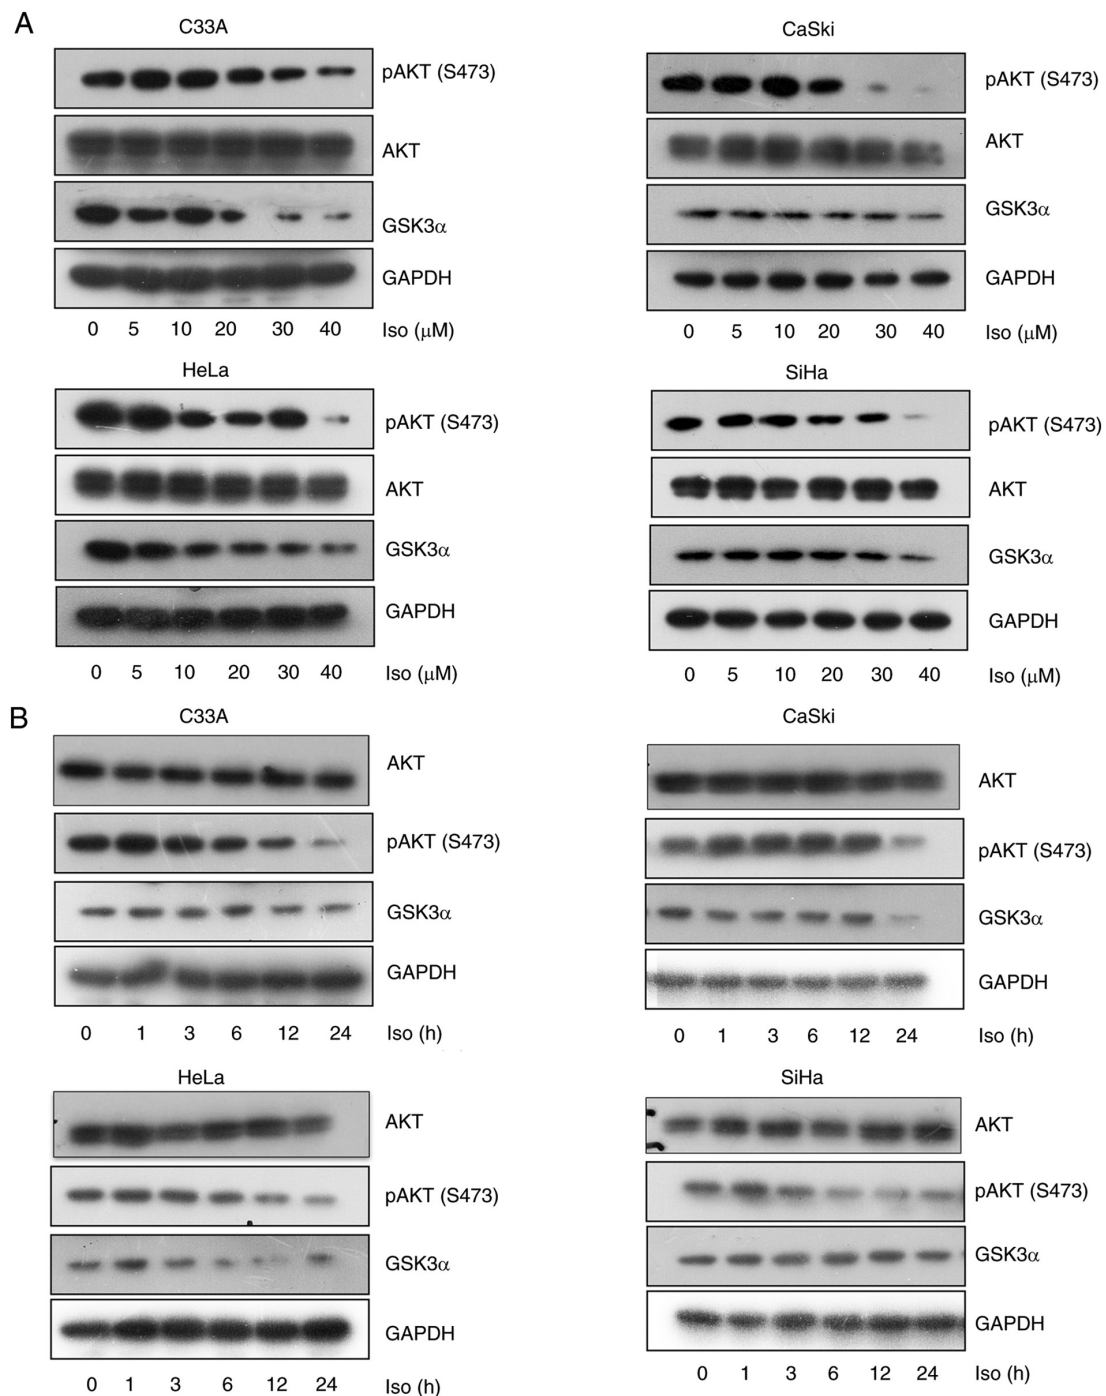 A
C33A
pAKT (S473)
AKT
GSK3α
GAPDH
0 5 10 20 30 40 Iso (μM)
CaSki
pAKT (S473)
AKT
GSK3α
GAPDH
0 5 10 20 30 40 Iso (μM)
HeLa
pAKT (S473)
AKT
GSK3α
GAPDH
0 5 10 20 30 40 Iso (μM)
SiHa
pAKT (S473)
AKT
GSK3α
GAPDH
0 5 10 20 30 40 Iso (μM)
B
C33A
AKT
pAKT (S473)
GSK3α
GAPDH
0 1 3 6 12 24 Iso (h)
CaSki
AKT
pAKT (S473)
GSK3α
GAPDH
0 1 3 6 12 24 Iso (h)
HeLa
AKT
pAKT (S473)
GSK3α
GAPDH
0 1 3 6 12 24 Iso (h)
SiHa
AKT
pAKT (S473)
GSK3α
GAPDH
0 1 3 6 12 24 Iso (h)